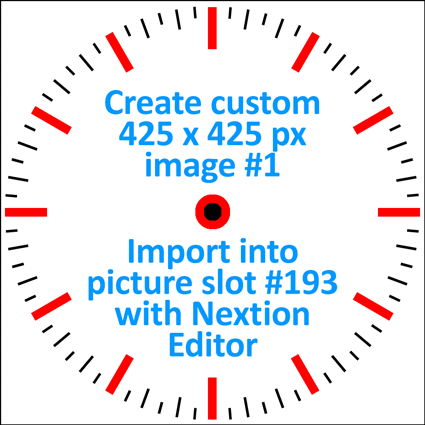 Create custom
425 x 425 px
image #1
Import into
picture slot #193
with Nextion
Editor